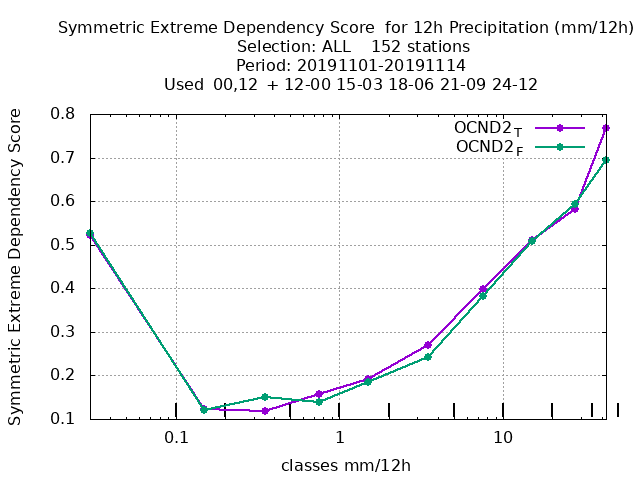 Symmetric Extreme Dependency Score  for 12h Precipitation (mm/12h)
Selection: ALL    152 stations
Period: 20191101-20191114
Used  00,12  + 12-00 15-03 18-06 21-09 24-12
Symmetric Extreme Dependency Score
0.8
0.7
0.6
0.5
0.4
0.3
0.2
0.1
OCND2T
OCND2F
0.1 1 10
classes mm/12h